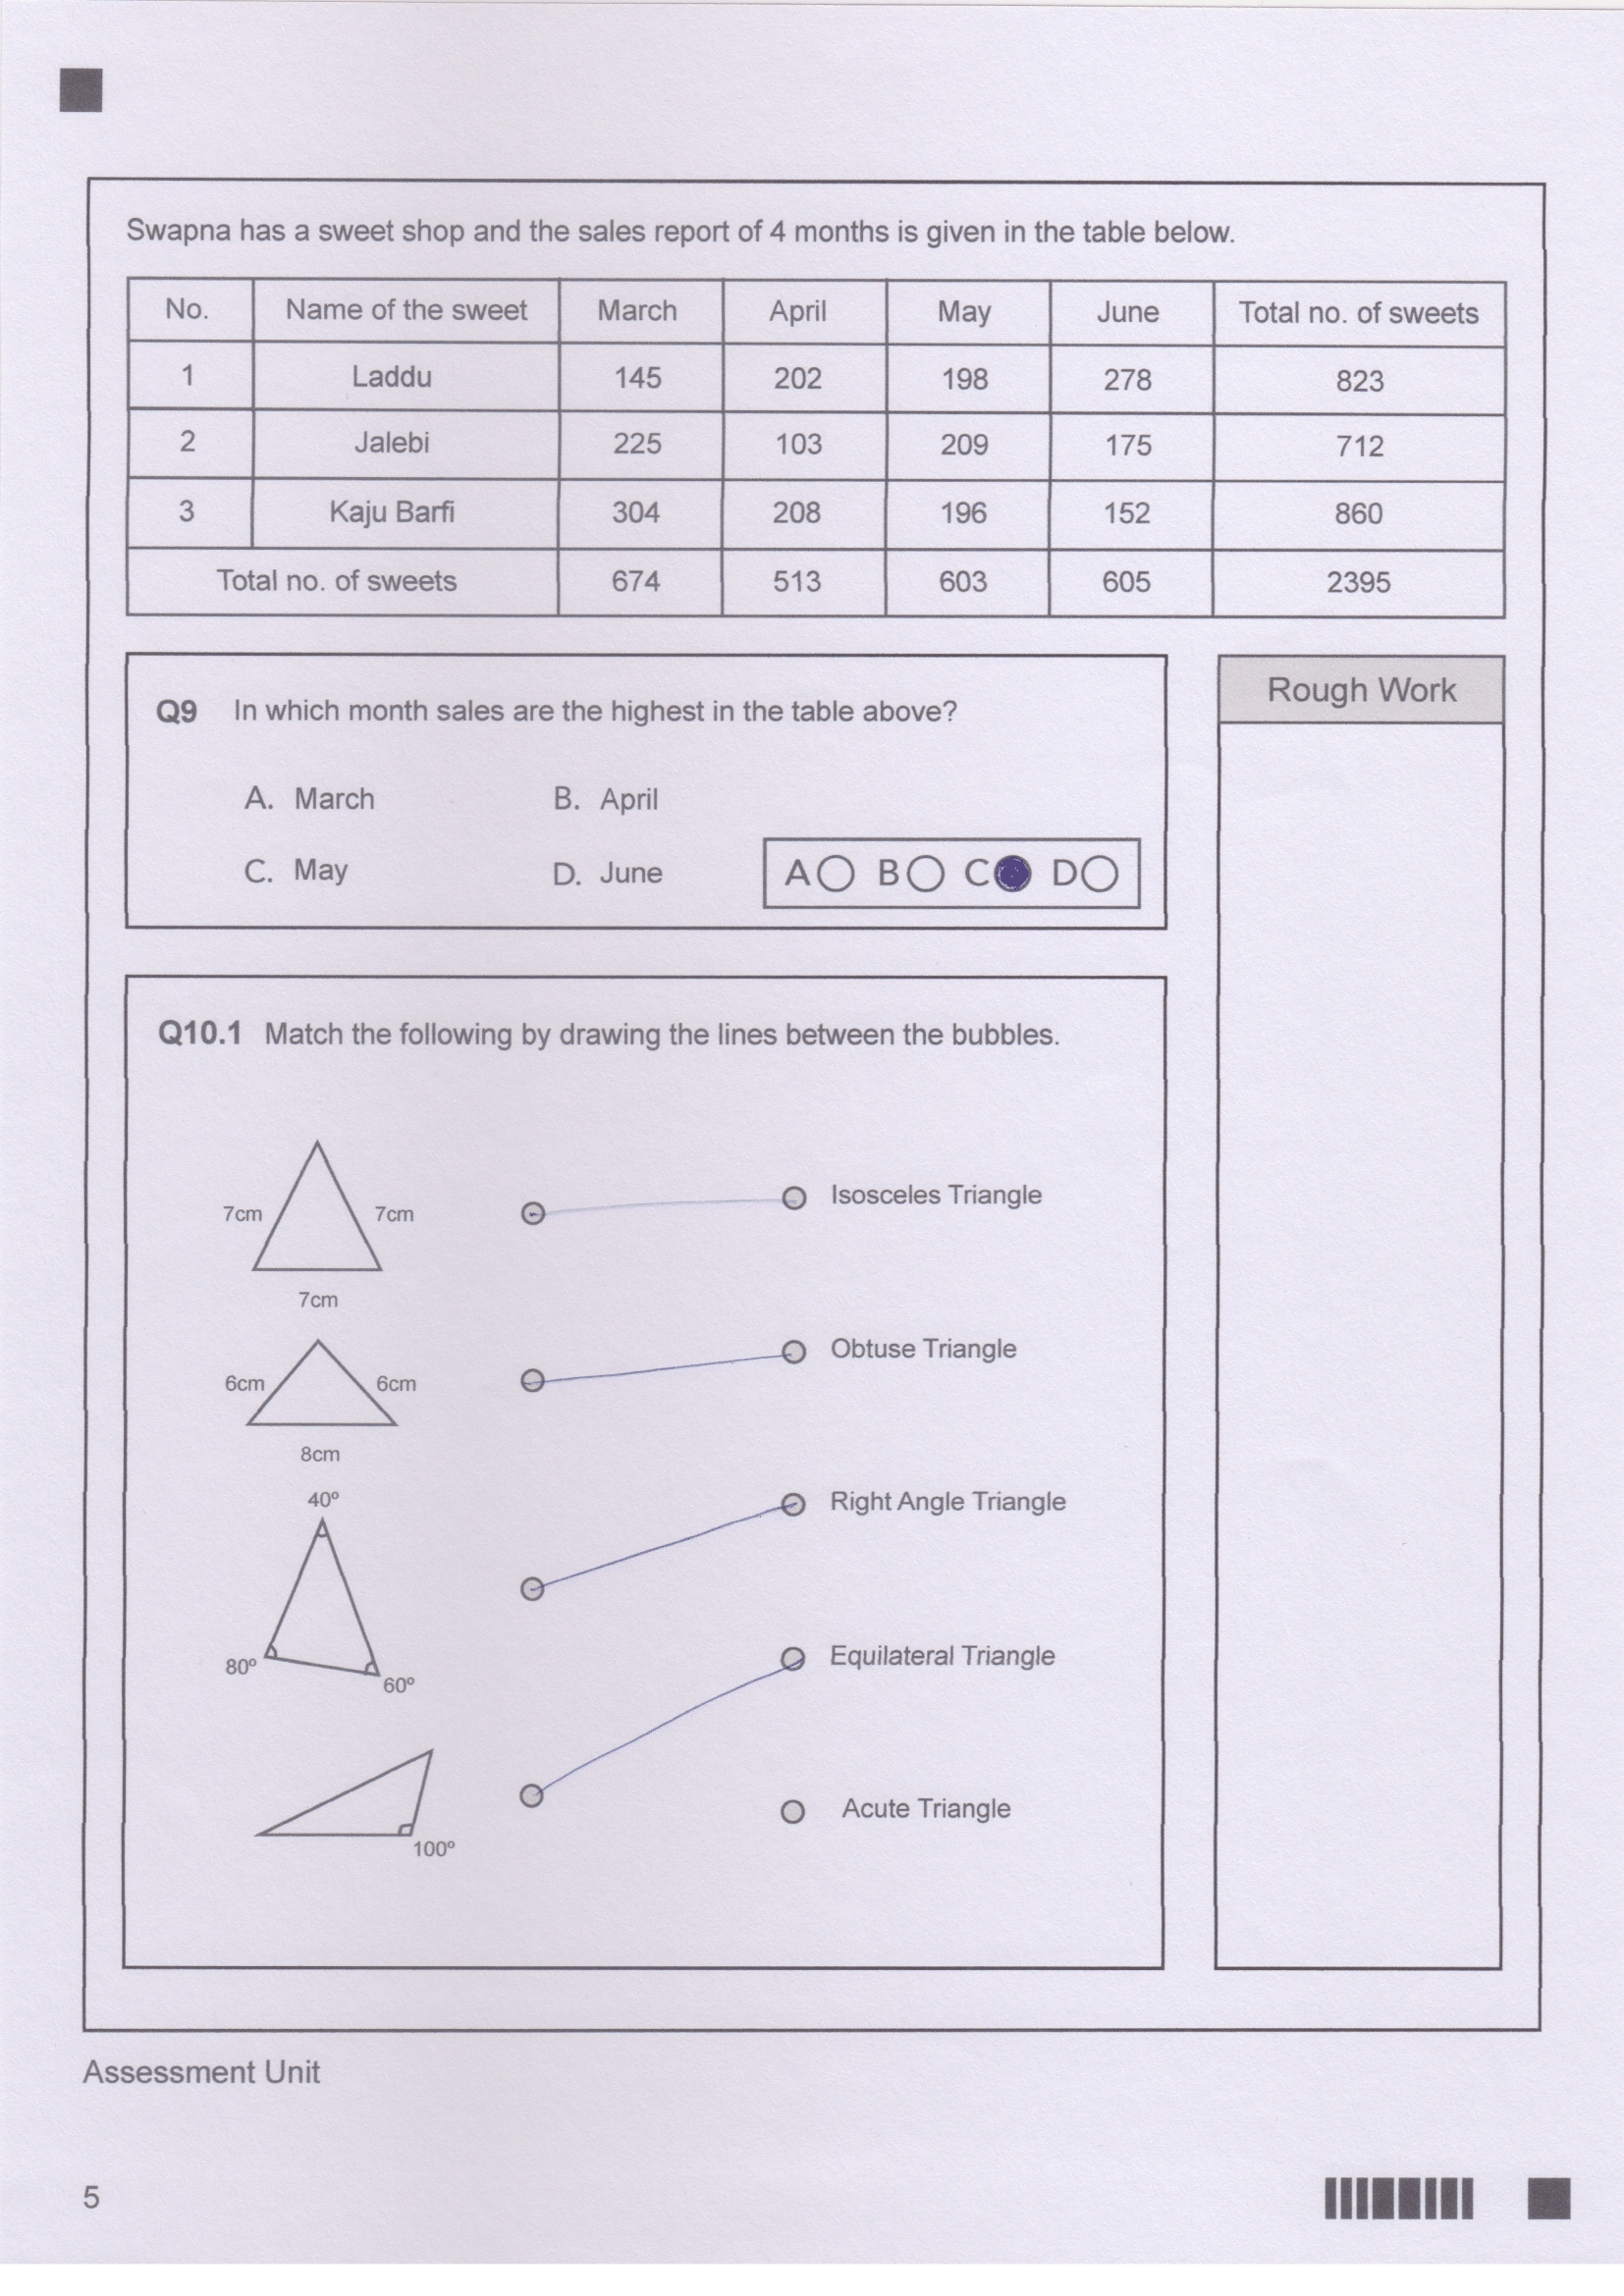 Swapna has a sweet shop and the sales report of 4 months is given in the table below.
No. Name of the sweet March April May June Total no. of sweets
1 Laddu 145 202 198 278 823
2 Jalebi 225 103 209 175 712
3 Kaju Barfi 304 208 196 152 860
Total no. of sweets 674 513 603 605 2395
Q9 In which month sales are the highest in the table above?
A. March B. April
C. May D. June
A B C D
Rough Work
Q10.1 Match the following by drawing the lines between the bubbles.
7cm 7cm
7cm
Isosceles Triangle
6cm 6cm
8cm
Obtuse Triangle
40º
80º
60º
Right Angle Triangle
100º
Equilateral Triangle
Acute Triangle
Assessment Unit
5